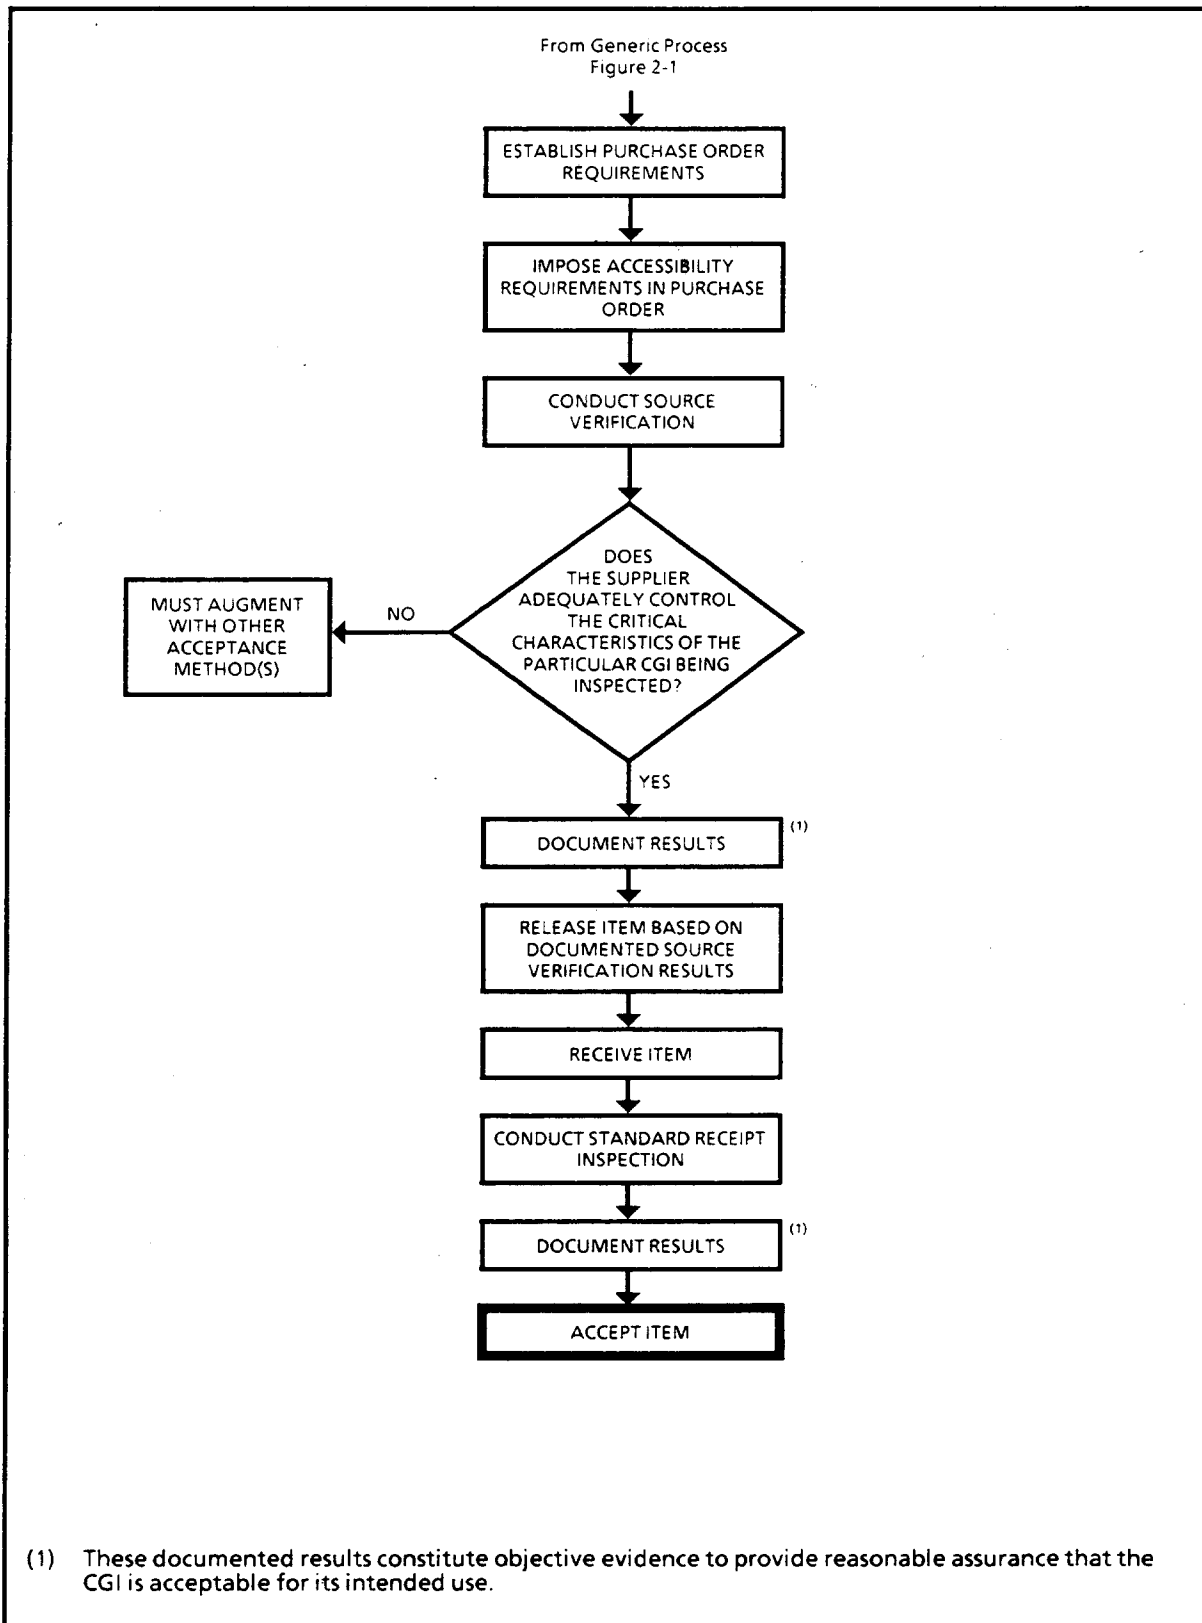 From Generic Process
Figure 2-1
ESTABLISH PURCHASE ORDER
REQUIREMENTS
IMPOSE ACCESSIBILITY
REQUIREMENTS IN PURCHASE
ORDER
CONDUCT SOURCE
VERIFICATION
DOES
THE SUPPLIER
ADEQUATELY CONTROL
THE CRITICAL
CHARACTERISTICS OF THE
PARTICULAR CGI BEING
INSPECTED?
NO
MUST AUGMENT
WITH OTHER
ACCEPTANCE
METHOD(S)
YES
DOCUMENT RESULTS (1)
RELEASE ITEM BASED ON
DOCUMENTED SOURCE
VERIFICATION RESULTS
RECEIVE ITEM
CONDUCT STANDARD RECEIPT
INSPECTION
DOCUMENT RESULTS (1)
ACCEPT ITEM
(1) These documented results constitute objective evidence to provide reasonable assurance that the
CGI is acceptable for its intended use.